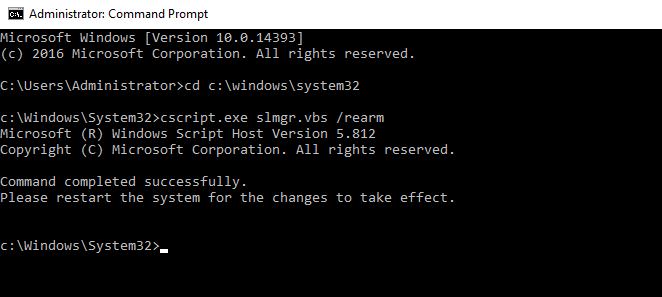 Administrator: Command Prompt
Microsoft Windows [Version 10.0.14393]
(c) 2016 Microsoft Corporation. All rights reserved.
C:\Users\Administrator>cd c:\windows\system32
c:\Windows\System32>cscript.exe slmgr.vbs /rearm
Microsoft (R) Windows Script Host Version 5.812
Copyright (C) Microsoft Corporation. All rights reserved.
Command completed successfully.
Please restart the system for the changes to take effect.
c:\Windows\System32>